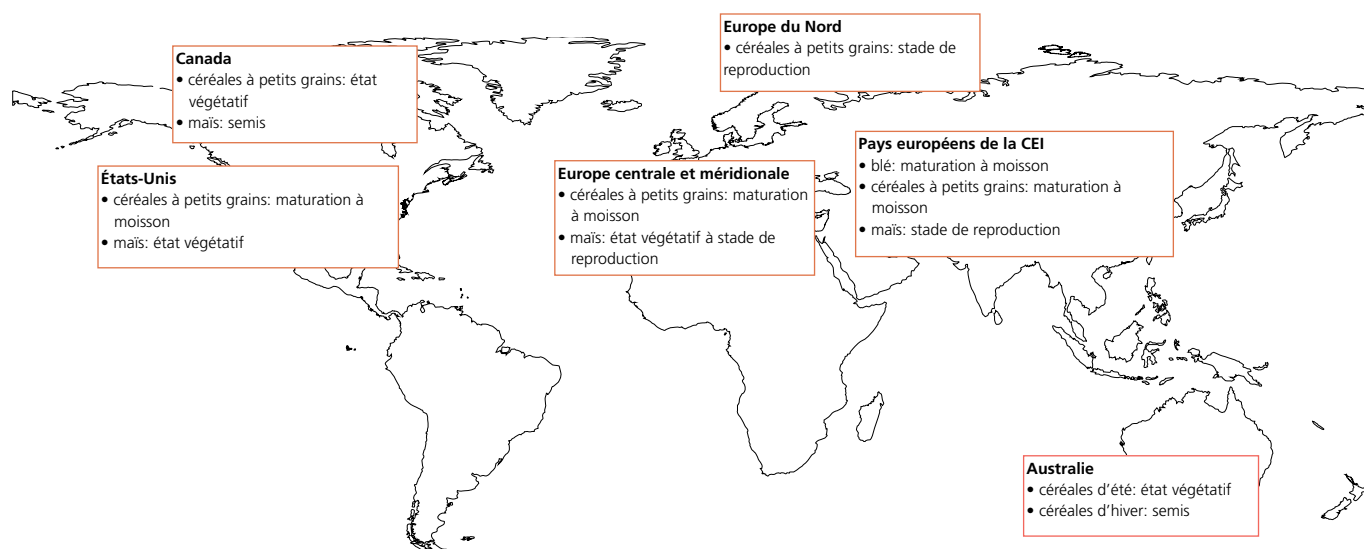 Europe du Nord
• céréales à petits grains: stade de
reproduction
Canada
• céréales à petits grains: état
végétatif
• maïs: semis
Pays européens de la CEI
• blé: maturation à moisson
• céréales à petits grains: maturation à
moisson
• maïs: stade de reproduction
États-Unis
• céréales à petits grains: maturation à
moisson
• maïs: état végétatif
Europe centrale et méridionale
• céréales à petits grains: maturation
à moisson
• maïs: état végétatif à stade de
reproduction
Australie
• céréales d’été: état végétatif
• céréales d’hiver: semis